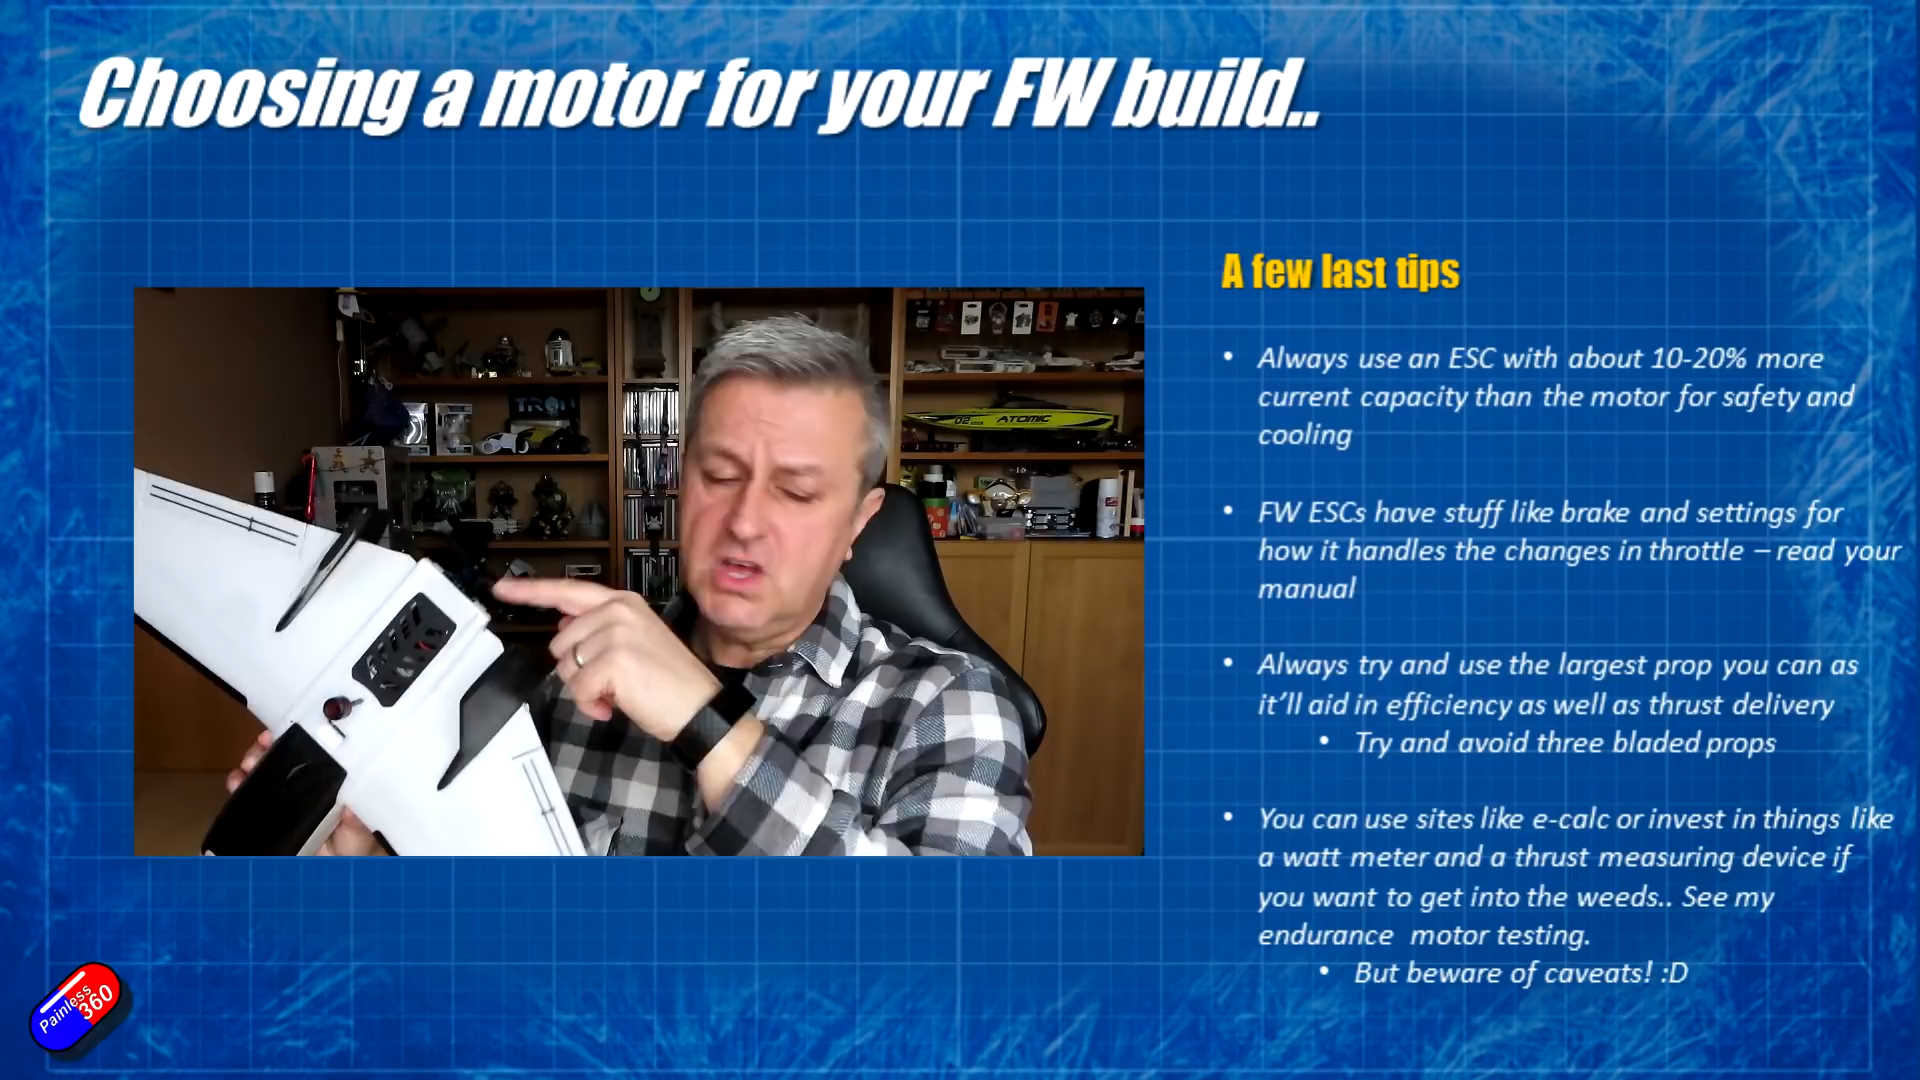 Choosing a motor for your FW build..
A few last tips
• Always use an ESC with about 10-20% more
current capacity than the motor for safety and
cooling
• FW ESCs have stuff like brake and settings for
how it handles the changes in throttle – read your
manual
• Always try and use the largest prop you can as
it’ll aid in efficiency as well as thrust delivery
• Try and avoid three bladed props
• You can use sites like e-calc or invest in things like
a watt meter and a thrust measuring device if
you want to get into the weeds.. See my
endurance motor testing.
• But beware of caveats! :D
TRON
ATOMIC
Painless
360